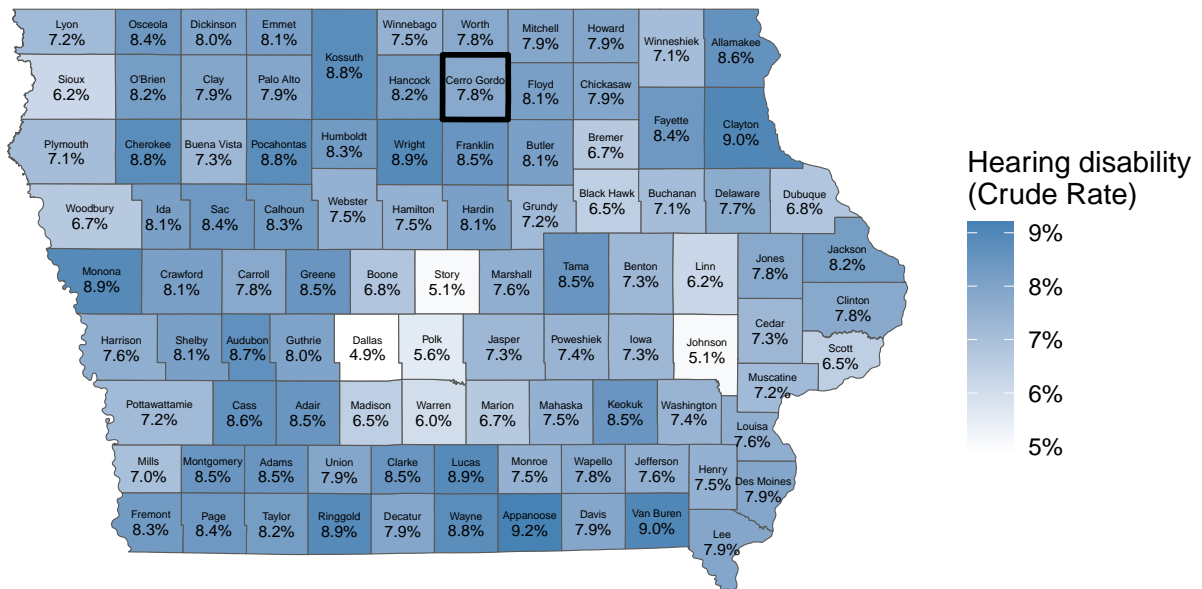 Lyon
7.2%
Osceola
8.4%
Dickinson
8.0%
Emmet
8.1%
Kossuth
8.8%
Winnebago
7.5%
Worth
7.8%
Mitchell
7.9%
Howard
7.9%
Winneshiek
7.1%
Allamakee
8.6%
Sioux
6.2%
O'Brien
8.2%
Clay
7.9%
Palo Alto
7.9%
Hancock
8.2%
Cerro Gordo
7.8%
Floyd
8.1%
Chickasaw
7.9%
Fayette
8.4%
Clayton
9.0%
Plymouth
7.1%
Cherokee
8.8%
Buena Vista
7.3%
Pocahontas
8.8%
Humboldt
8.3%
Wright
8.9%
Franklin
8.5%
Butler
8.1%
Bremer
6.7%
Woodbury
6.7%
Ida
8.1%
Sac
8.4%
Calhoun
8.3%
Webster
7.5%
Hamilton
7.5%
Hardin
8.1%
Grundy
7.2%
Black Hawk
6.5%
Buchanan
7.1%
Delaware
7.7%
Dubuque
6.8%
Monona
8.9%
Crawford
8.1%
Carroll
7.8%
Greene
8.5%
Boone
6.8%
Story
5.1%
Marshall
7.6%
Tama
8.5%
Benton
7.3%
Linn
6.2%
Jones
7.8%
Jackson
8.2%
Clinton
7.8%
Harrison
7.6%
Shelby
8.1%
Audubon
8.7%
Guthrie
8.0%
Dallas
4.9%
Polk
5.6%
Jasper
7.3%
Poweshiek
7.4%
Iowa
7.3%
Johnson
5.1%
Cedar
7.3%
Scott
6.5%
Muscatine
7.2%
Pottawattamie
7.2%
Cass
8.6%
Adair
8.5%
Madison
6.5%
Warren
6.0%
Marion
6.7%
Mahaska
7.5%
Keokuk
8.5%
Washington
7.4%
Louisa
7.6%
Mills
7.0%
Montgomery
8.5%
Adams
8.5%
Union
7.9%
Clarke
8.5%
Lucas
8.9%
Monroe
7.5%
Wapello
7.8%
Jefferson
7.6%
Henry
7.5%
Des Moines
7.9%
Fremont
8.3%
Page
8.4%
Taylor
8.2%
Ringgold
8.9%
Decatur
7.9%
Wayne
8.8%
Appanoose
9.2%
Davis
7.9%
Van Buren
9.0%
Lee
7.9%
Hearing disability
(Crude Rate)
9%
8%
7%
6%
5%